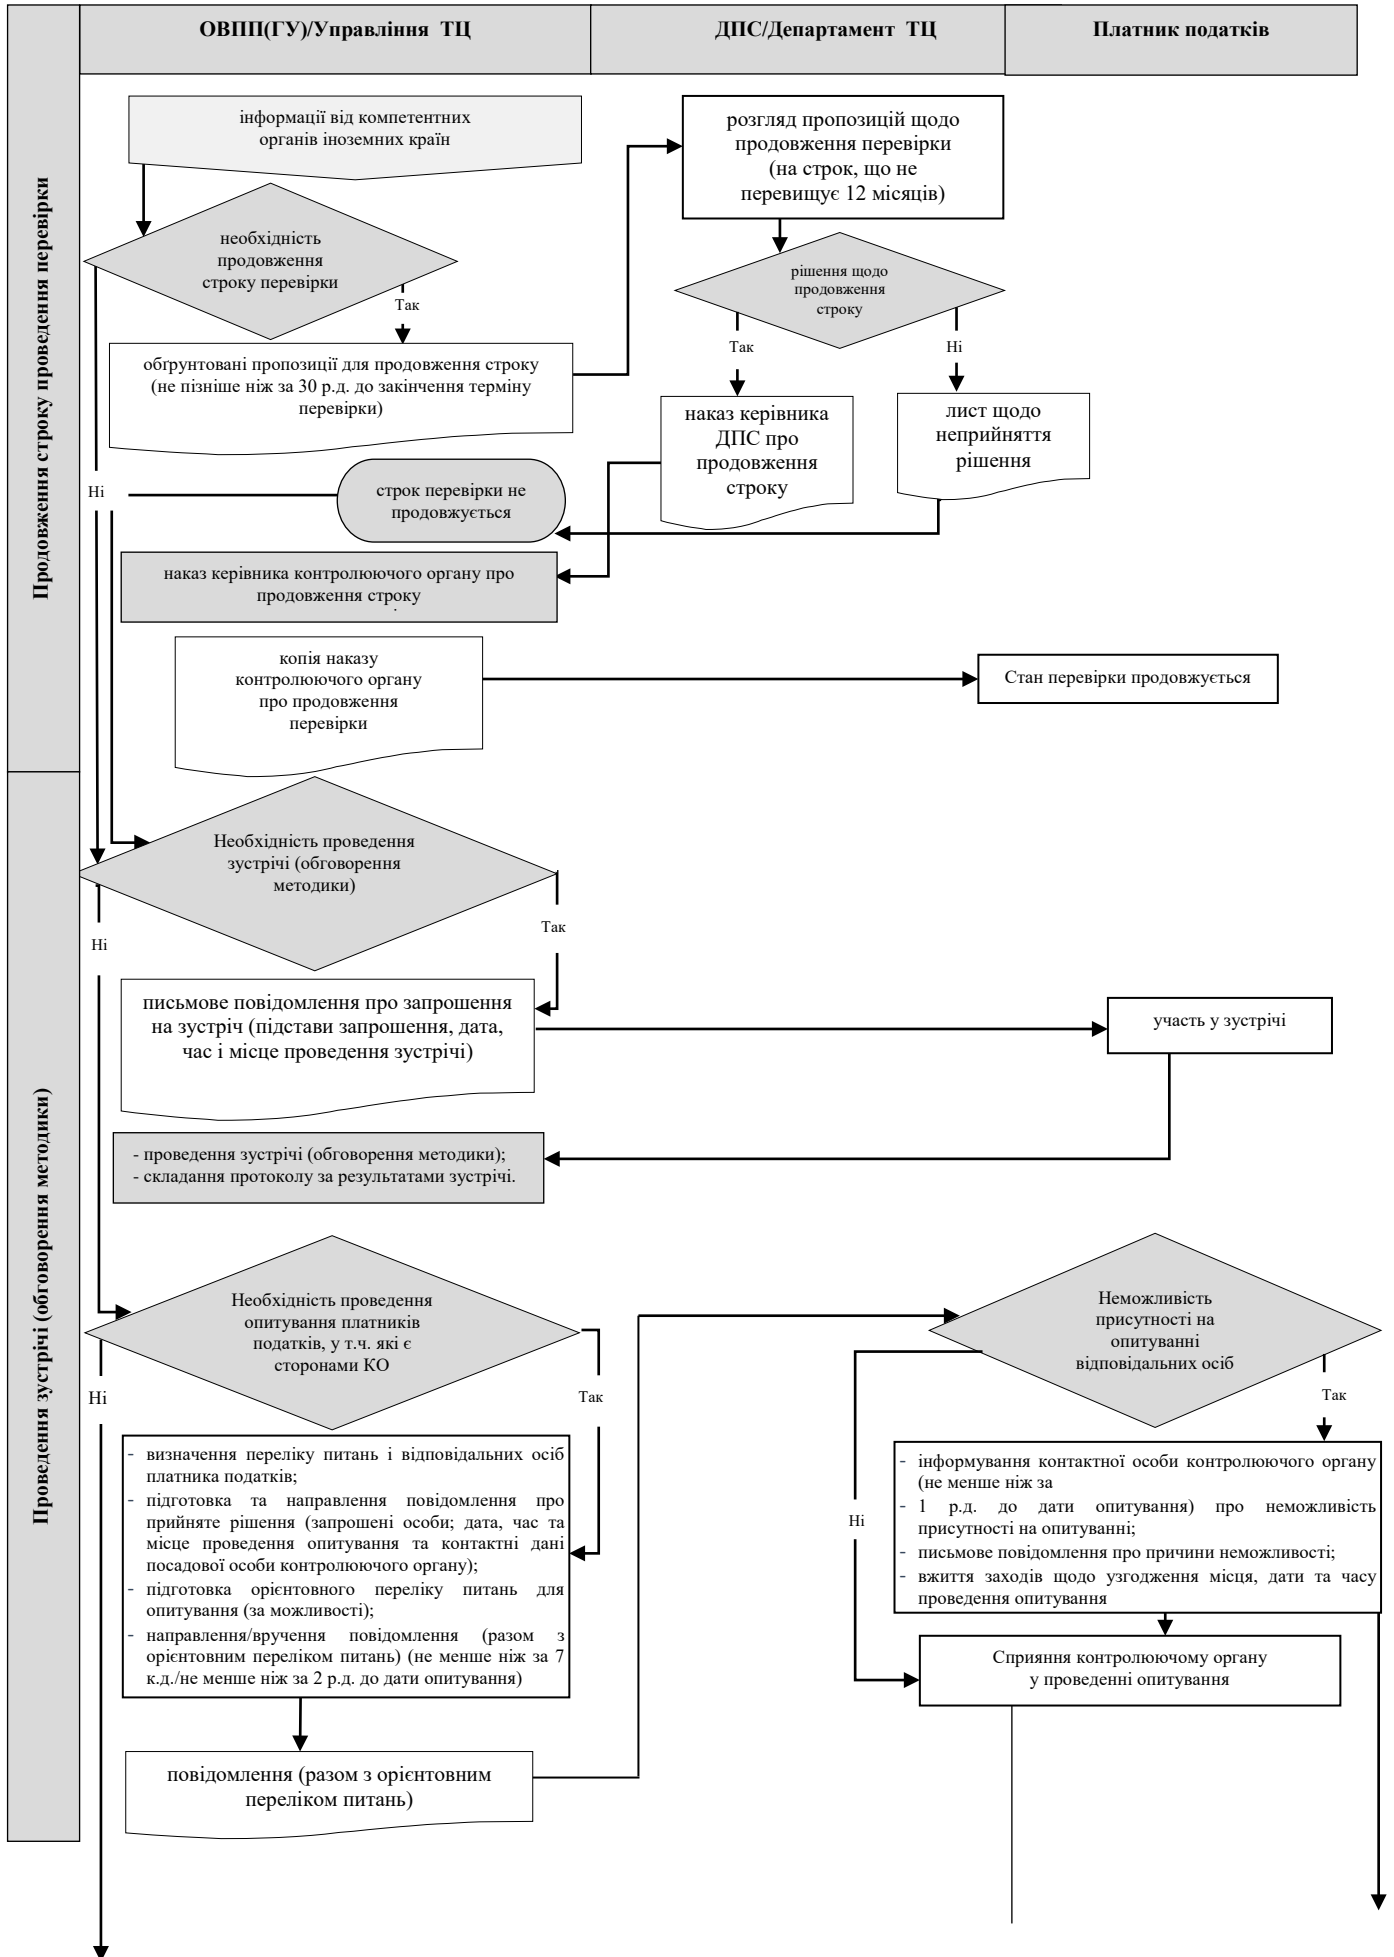 ОВПП(ГУ)/Управління ТЦ
ДПС/Департамент ТЦ
Платник податків
Продовження строку проведення перевірки
інформації від компетентних
органів іноземних країн
розгляд пропозицій щодо
продовження перевірки
(на строк, що не
перевищує 12 місяців)
необхідність
продовження
строку перевірки
Так
рішення щодо
продовження
строку
Так
Ні
обґрунтовані пропозиції для продовження строку
(не пізніше ніж за 30 р.д. до закінчення терміну
перевірки)
наказ керівника
ДПС про
продовження
строку
лист щодо
неприйняття
рішення
Ні
строк перевірки не
продовжується
наказ керівника контролюючого органу про
продовження строку
.
копія наказу
контролюючого органу
про продовження
перевірки
Стан перевірки продовжується
Проведення зустрічі (обговорення методики)
Необхідність проведення
зустрічі (обговорення
методики)
Так
Ні
письмове повідомлення про запрошення
на зустріч (підстави запрошення, дата,
час і місце проведення зустрічі)
участь у зустрічі
- проведення зустрічі (обговорення методики);
- складання протоколу за результатами зустрічі.
Необхідність проведення
опитування платників
податків, у т.ч. які є
сторонами КО
Ні
Так
Неможливість
присутності на
опитуванні
відповідальних осіб
Так
Ні
- визначення переліку питань і відповідальних осіб
платника податків;
- підготовка та направлення повідомлення про
прийняте рішення (запрошені особи; дата, час та
місце проведення опитування та контактні дані
посадової особи контролюючого органу);
- підготовка орієнтовного переліку питань для
опитування (за можливості);
- направлення/вручення повідомлення (разом з
орієнтовним переліком питань) (не менше ніж за 7
к.д./не менше ніж за 2 р.д. до дати опитування)
- інформування контактної особи контролюючого органу
(не менше ніж за
- 1 р.д. до дати опитування) про неможливість
присутності на опитуванні;
- письмове повідомлення про причини неможливості;
- вжиття заходів щодо узгодження місця, дати та часу
проведення опитування
Сприяння контролюючому органу
у проведенні опитування
повідомлення (разом з орієнтовним
переліком питань)